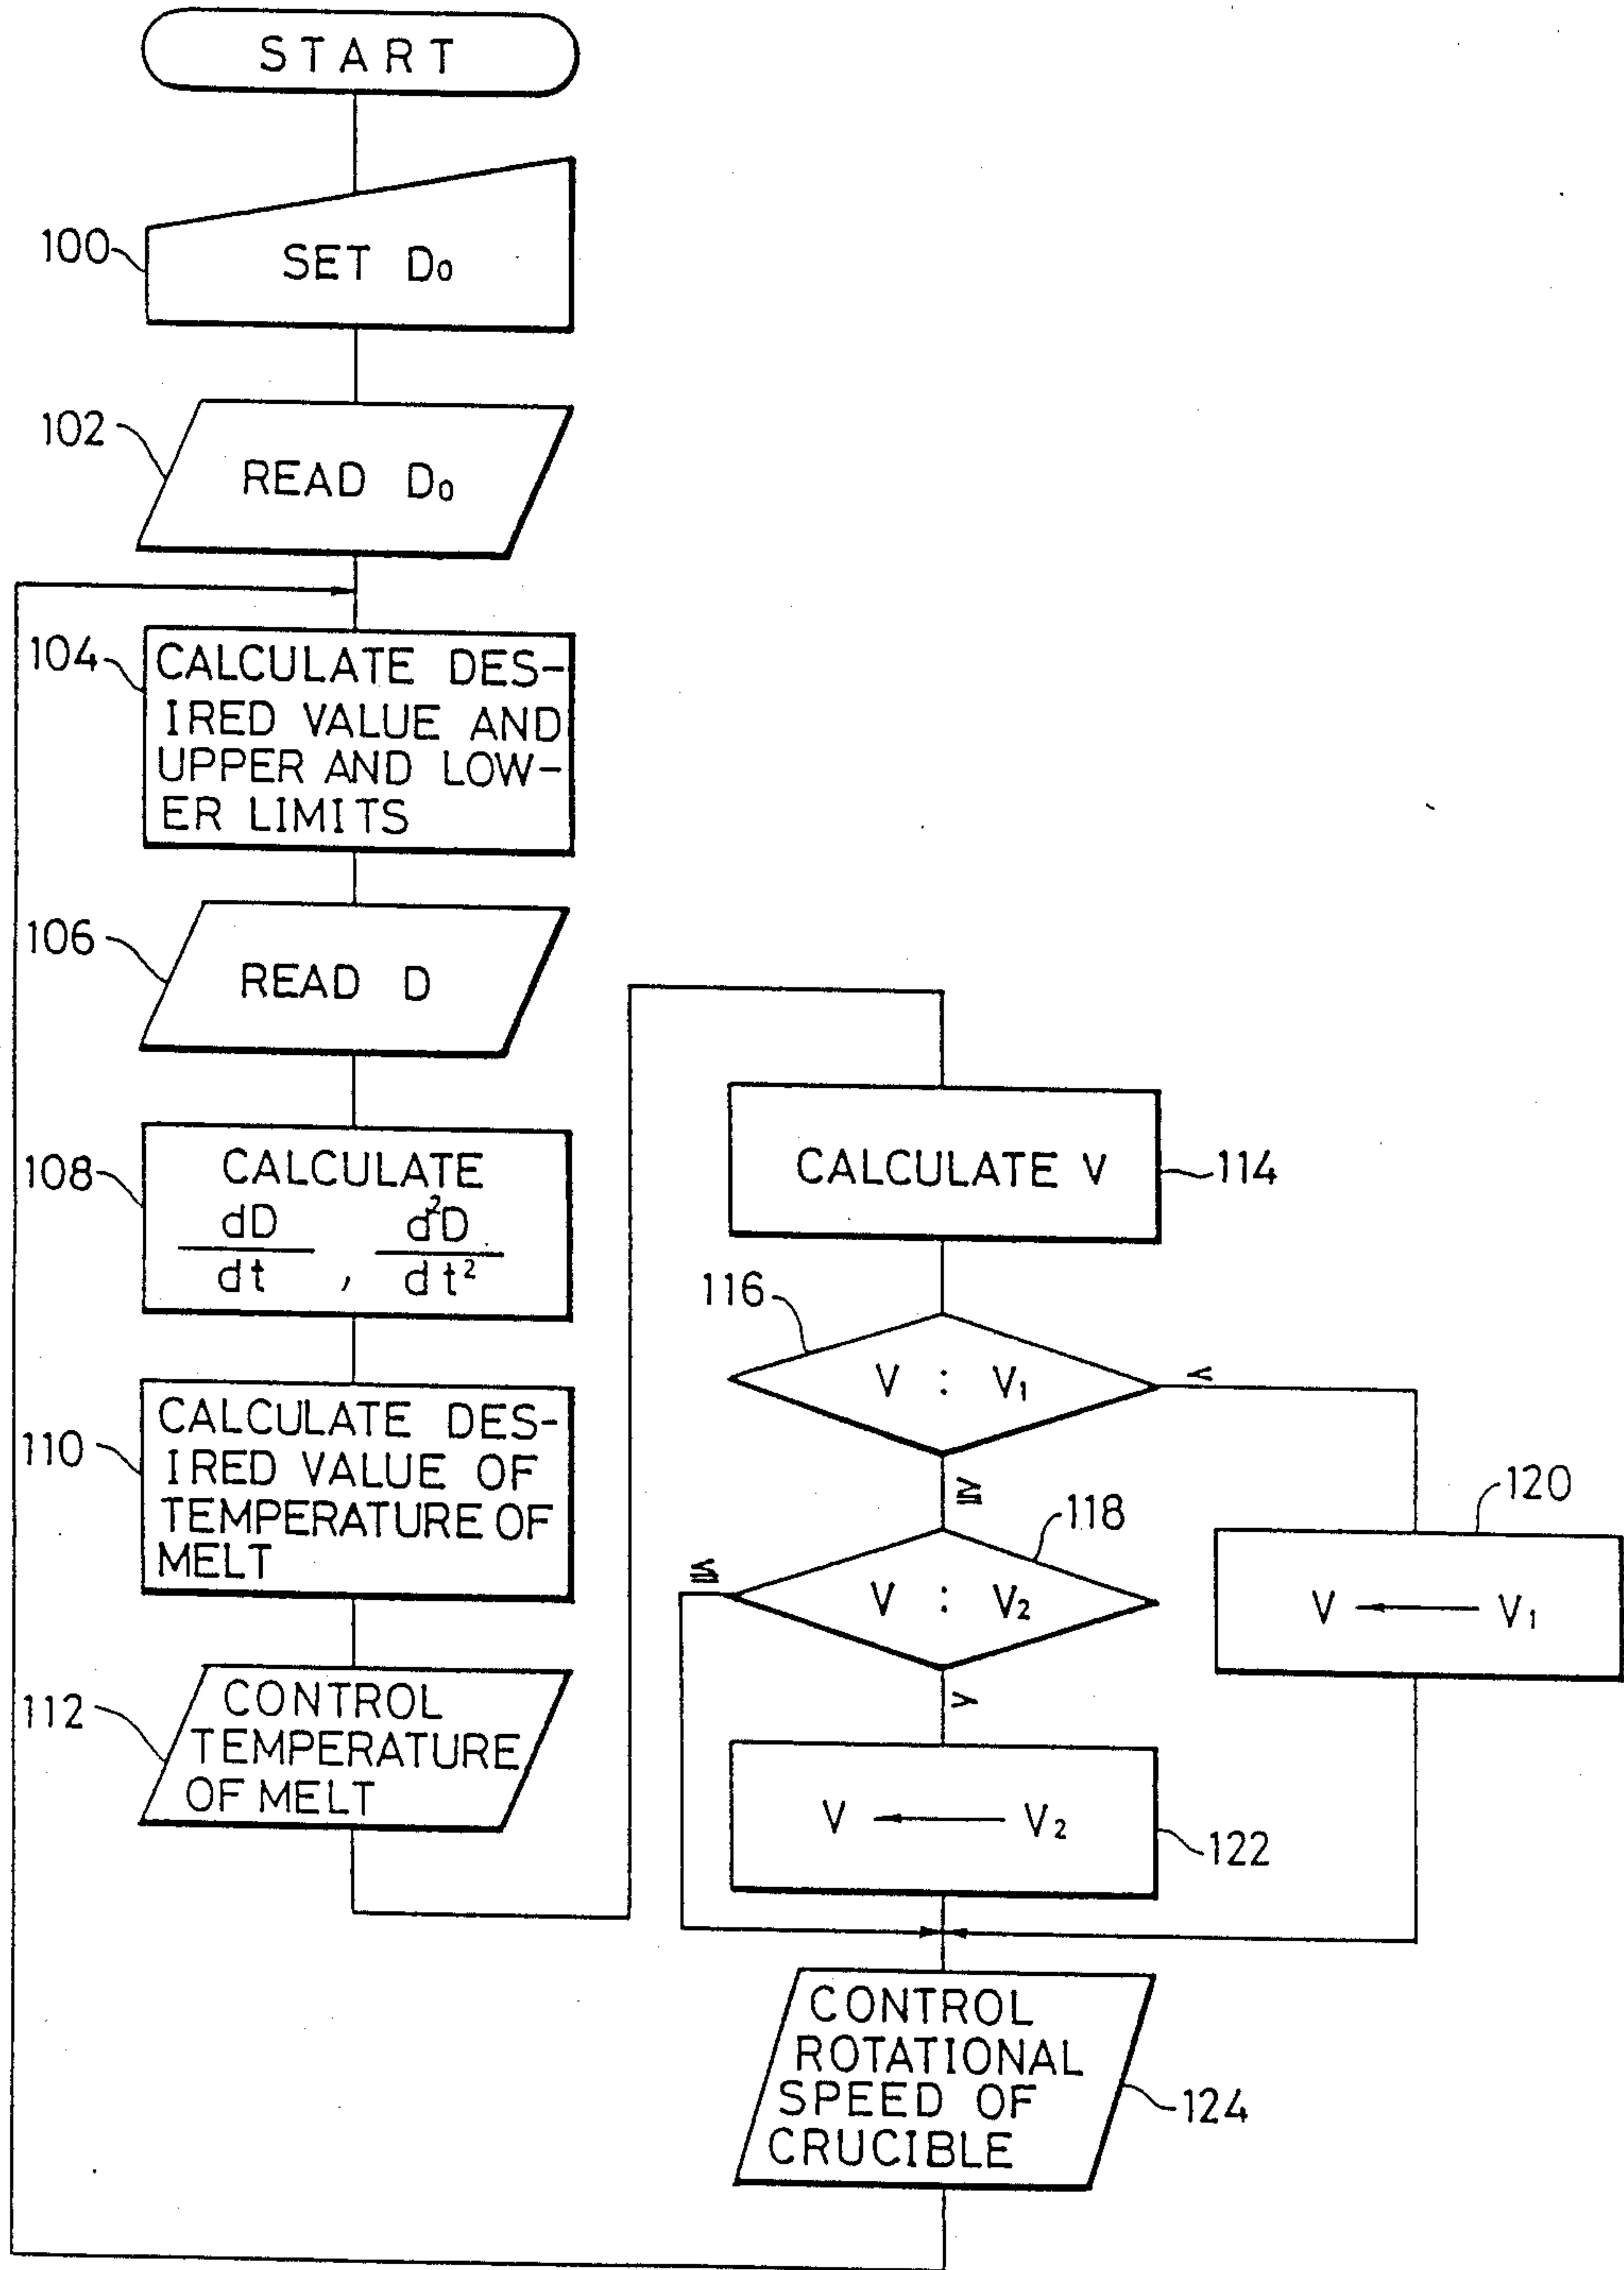 START
100
SET D₀
102
READ D₀
104
CALCULATE DES-
IRED VALUE AND
UPPER AND LOW-
ER LIMITS
106
READ D
108
CALCULATE
dD/dt , d²D/dt²
110
CALCULATE DES-
IRED VALUE OF
TEMPERATURE OF
MELT
112
CONTROL
TEMPERATURE
OF MELT
CALCULATE V
114
116
V : V₁
<
≧
118
V : V₂
≦
>
120
V ← V₁
V ← V₂
122
CONTROL
ROTATIONAL
SPEED OF
CRUCIBLE
124